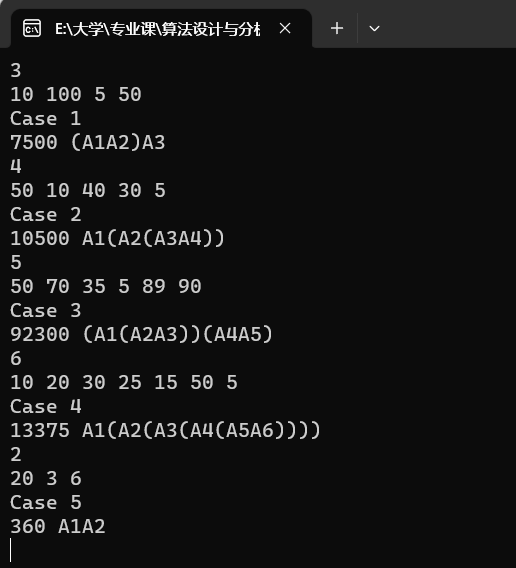 E:\大学\专业课\算法设计与分析
3
10 100 5 50
Case 1
7500 (A1A2)A3
4
50 10 40 30 5
Case 2
10500 A1(A2(A3A4))
5
50 70 35 5 89 90
Case 3
92300 (A1(A2A3))(A4A5)
6
10 20 30 25 15 50 5
Case 4
13375 A1(A2(A3(A4(A5A6))))
2
20 3 6
Case 5
360 A1A2